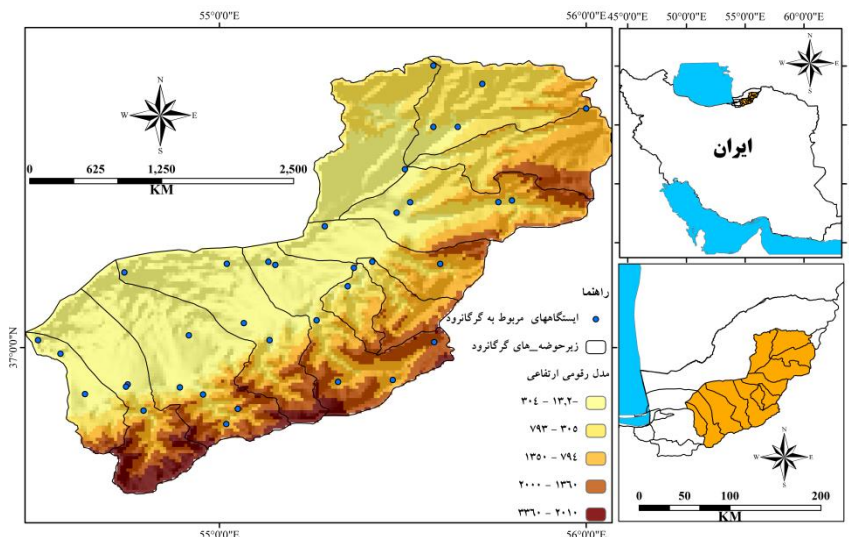 55°0'0"E 56°0'0"E
N
W E
S
0 625 1,250 2,500
KM
37°0'0"N
راهنما
ایستگاههای مربوط به گرگانرود
زیرحوضه_های گرگانرود
مدل رقومی ارتفاعی
-۱۳,۲ - ۳۰۴
۳۰۵ - ۷۹۳
۷۹۴ - ۱۳۵۰
۱۳۶۰ - ۲۰۰۰
۲۰۱۰ - ۳۳۶۰
55°0'0"E 56°0'0"E
45°0'0"E 50°0'0"E 55°0'0"E 60°0'0"E
N
W E
S
ایران
N
W E
S
0 50 100 200
KM